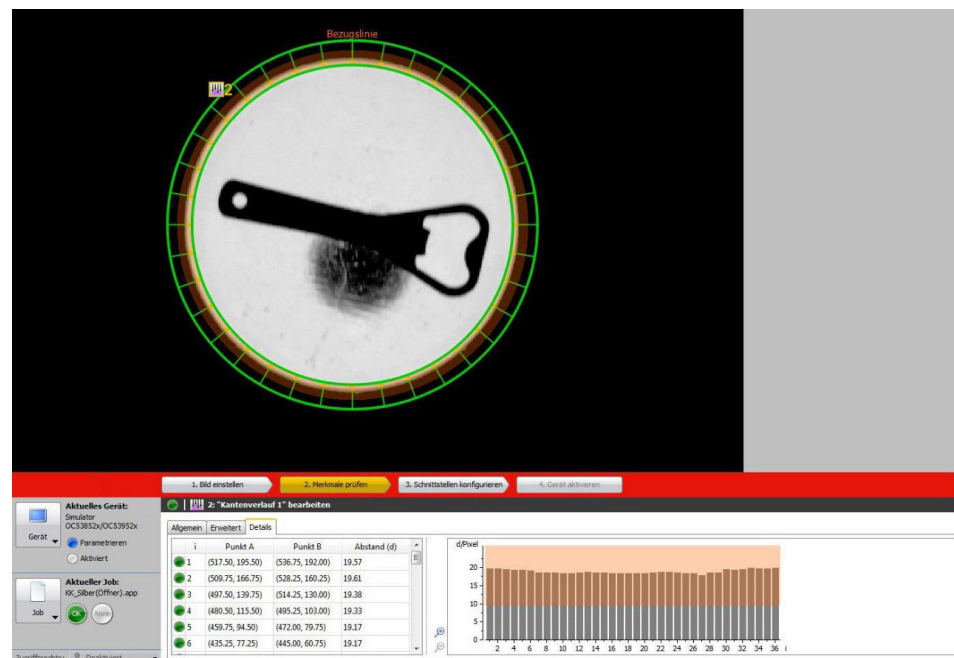 Bezugslinie
2
1. Bild einstellen
2. Merkmale prüfen
3. Schnittstellen konfigurieren
4. Gerät aktivieren
Aktuelles Gerät:
Simulator
OC53852x/OC53952x
Gerät
Parametrieren
Aktiviert
Aktueller Job:
KK_Silber(Öffner).app
Job
OK
2: "Kantenverlauf 1" bearbeiten
Allgemein Erweitert Details
i Punkt A Punkt B Abstand (d)
1 (517.50, 195.50) (536.75, 192.00) 19.57
2 (509.75, 166.75) (528.25, 160.25) 19.61
3 (497.50, 139.75) (514.25, 130.00) 19.38
4 (480.50, 115.50) (495.25, 103.00) 19.33
5 (459.75, 94.50) (472.00, 79.75) 19.17
6 (435.25, 77.25) (445.00, 60.75) 19.17
d/Pixel
20
15
10
5
0
2 4 6 8 10 12 14 16 18 20 22 24 26 28 30 32 34 36 i